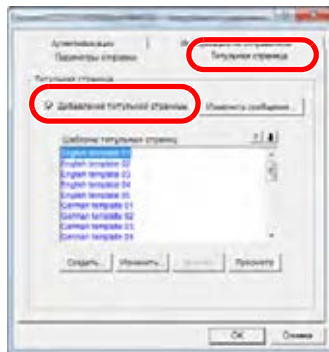 Аутентификация
Параметры отправки
Титульная страница
Титульная страница
Добавление титульной страницы
Изменить сообщение...
Шаблоны титульных страниц
English template 01
English template 02
English template 03
English template 04
English template 05
German template 01
German template 02
German template 03
German template 04
Создать...
Изменить...
Просмотр
OK
Отмена